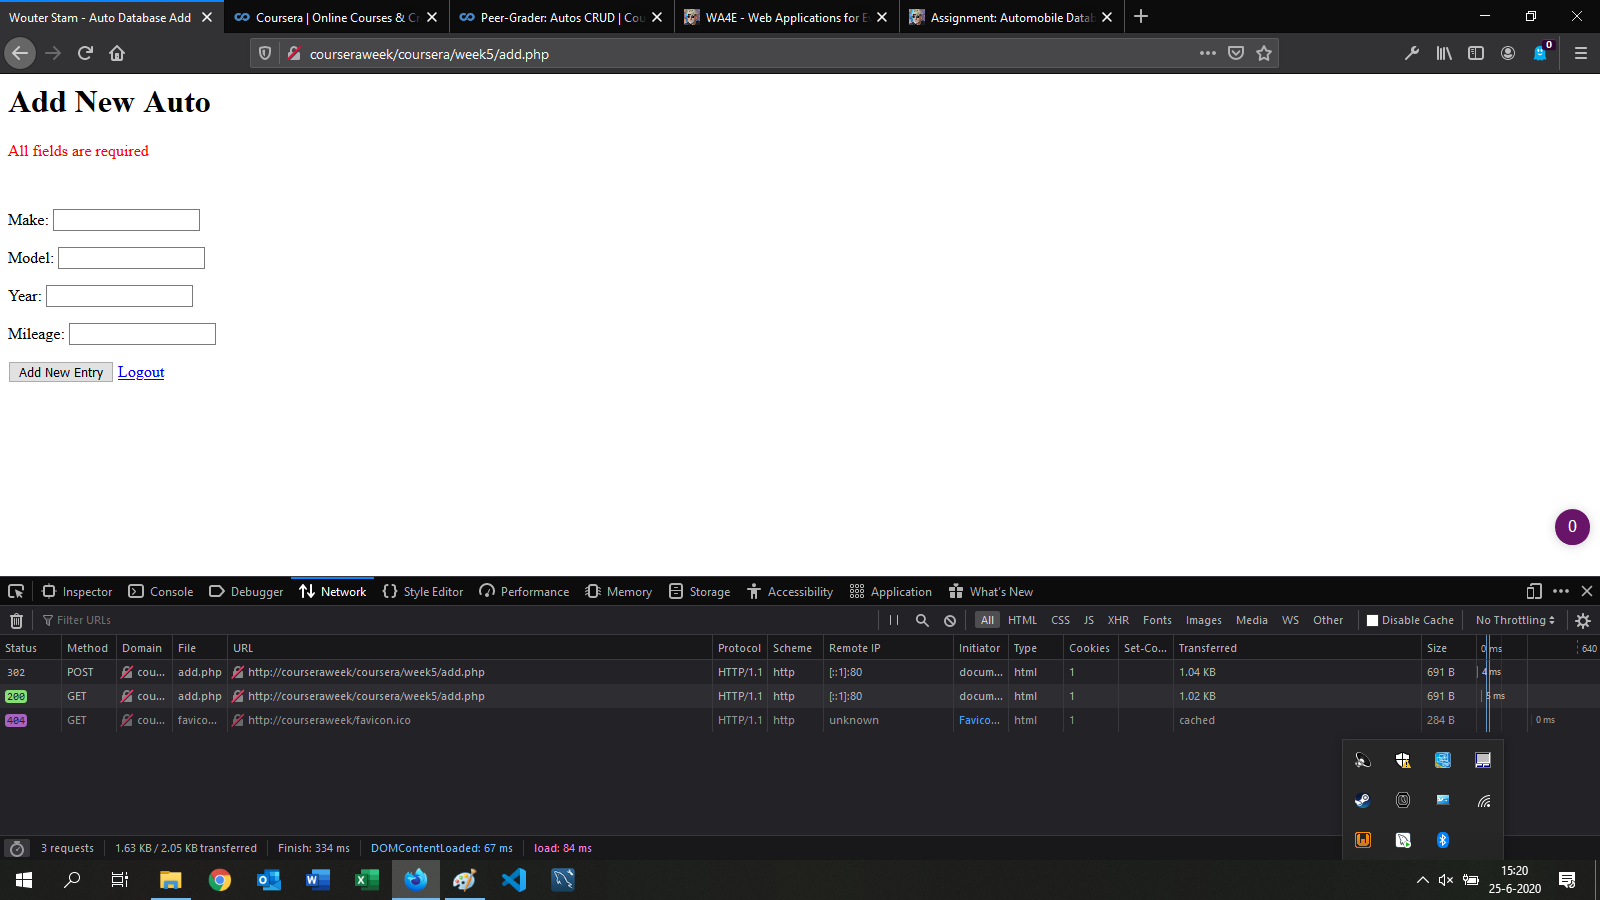 Wouter Stam - Auto Database Add
Coursera | Online Courses & Cr
Peer-Grader: Autos CRUD | Cou
WA4E - Web Applications for Ev
Assignment: Automobile Datab
courseraweek/coursera/week5/add.php
0
Add New Auto
All fields are required
Make:
Model:
Year:
Mileage:
Add New Entry Logout
0
Inspector Console Debugger Network Style Editor Performance Memory Storage Accessibility Application What's New
Filter URLs All HTML CSS JS XHR Fonts Images Media WS Other Disable Cache No Throttling
Status Method Domain File URL Protocol Scheme Remote IP Initiator Type Cookies Set-Co... Transferred Size 0 ms 640
302 POST cou... add.php http://courseraweek/coursera/week5/add.php HTTP/1.1 http [::1]:80 docum... html 1 1.04 KB 691 B 4 ms
200 GET cou... add.php http://courseraweek/coursera/week5/add.php HTTP/1.1 http [::1]:80 docum... html 1 1.02 KB 691 B 5 ms
404 GET cou... favico... http://courseraweek/favicon.ico HTTP/1.1 http unknown Favico... html 1 cached 284 B 0 ms
3 requests 1.63 KB / 2.05 KB transferred Finish: 334 ms DOMContentLoaded: 67 ms load: 84 ms
15:20
25-6-2020